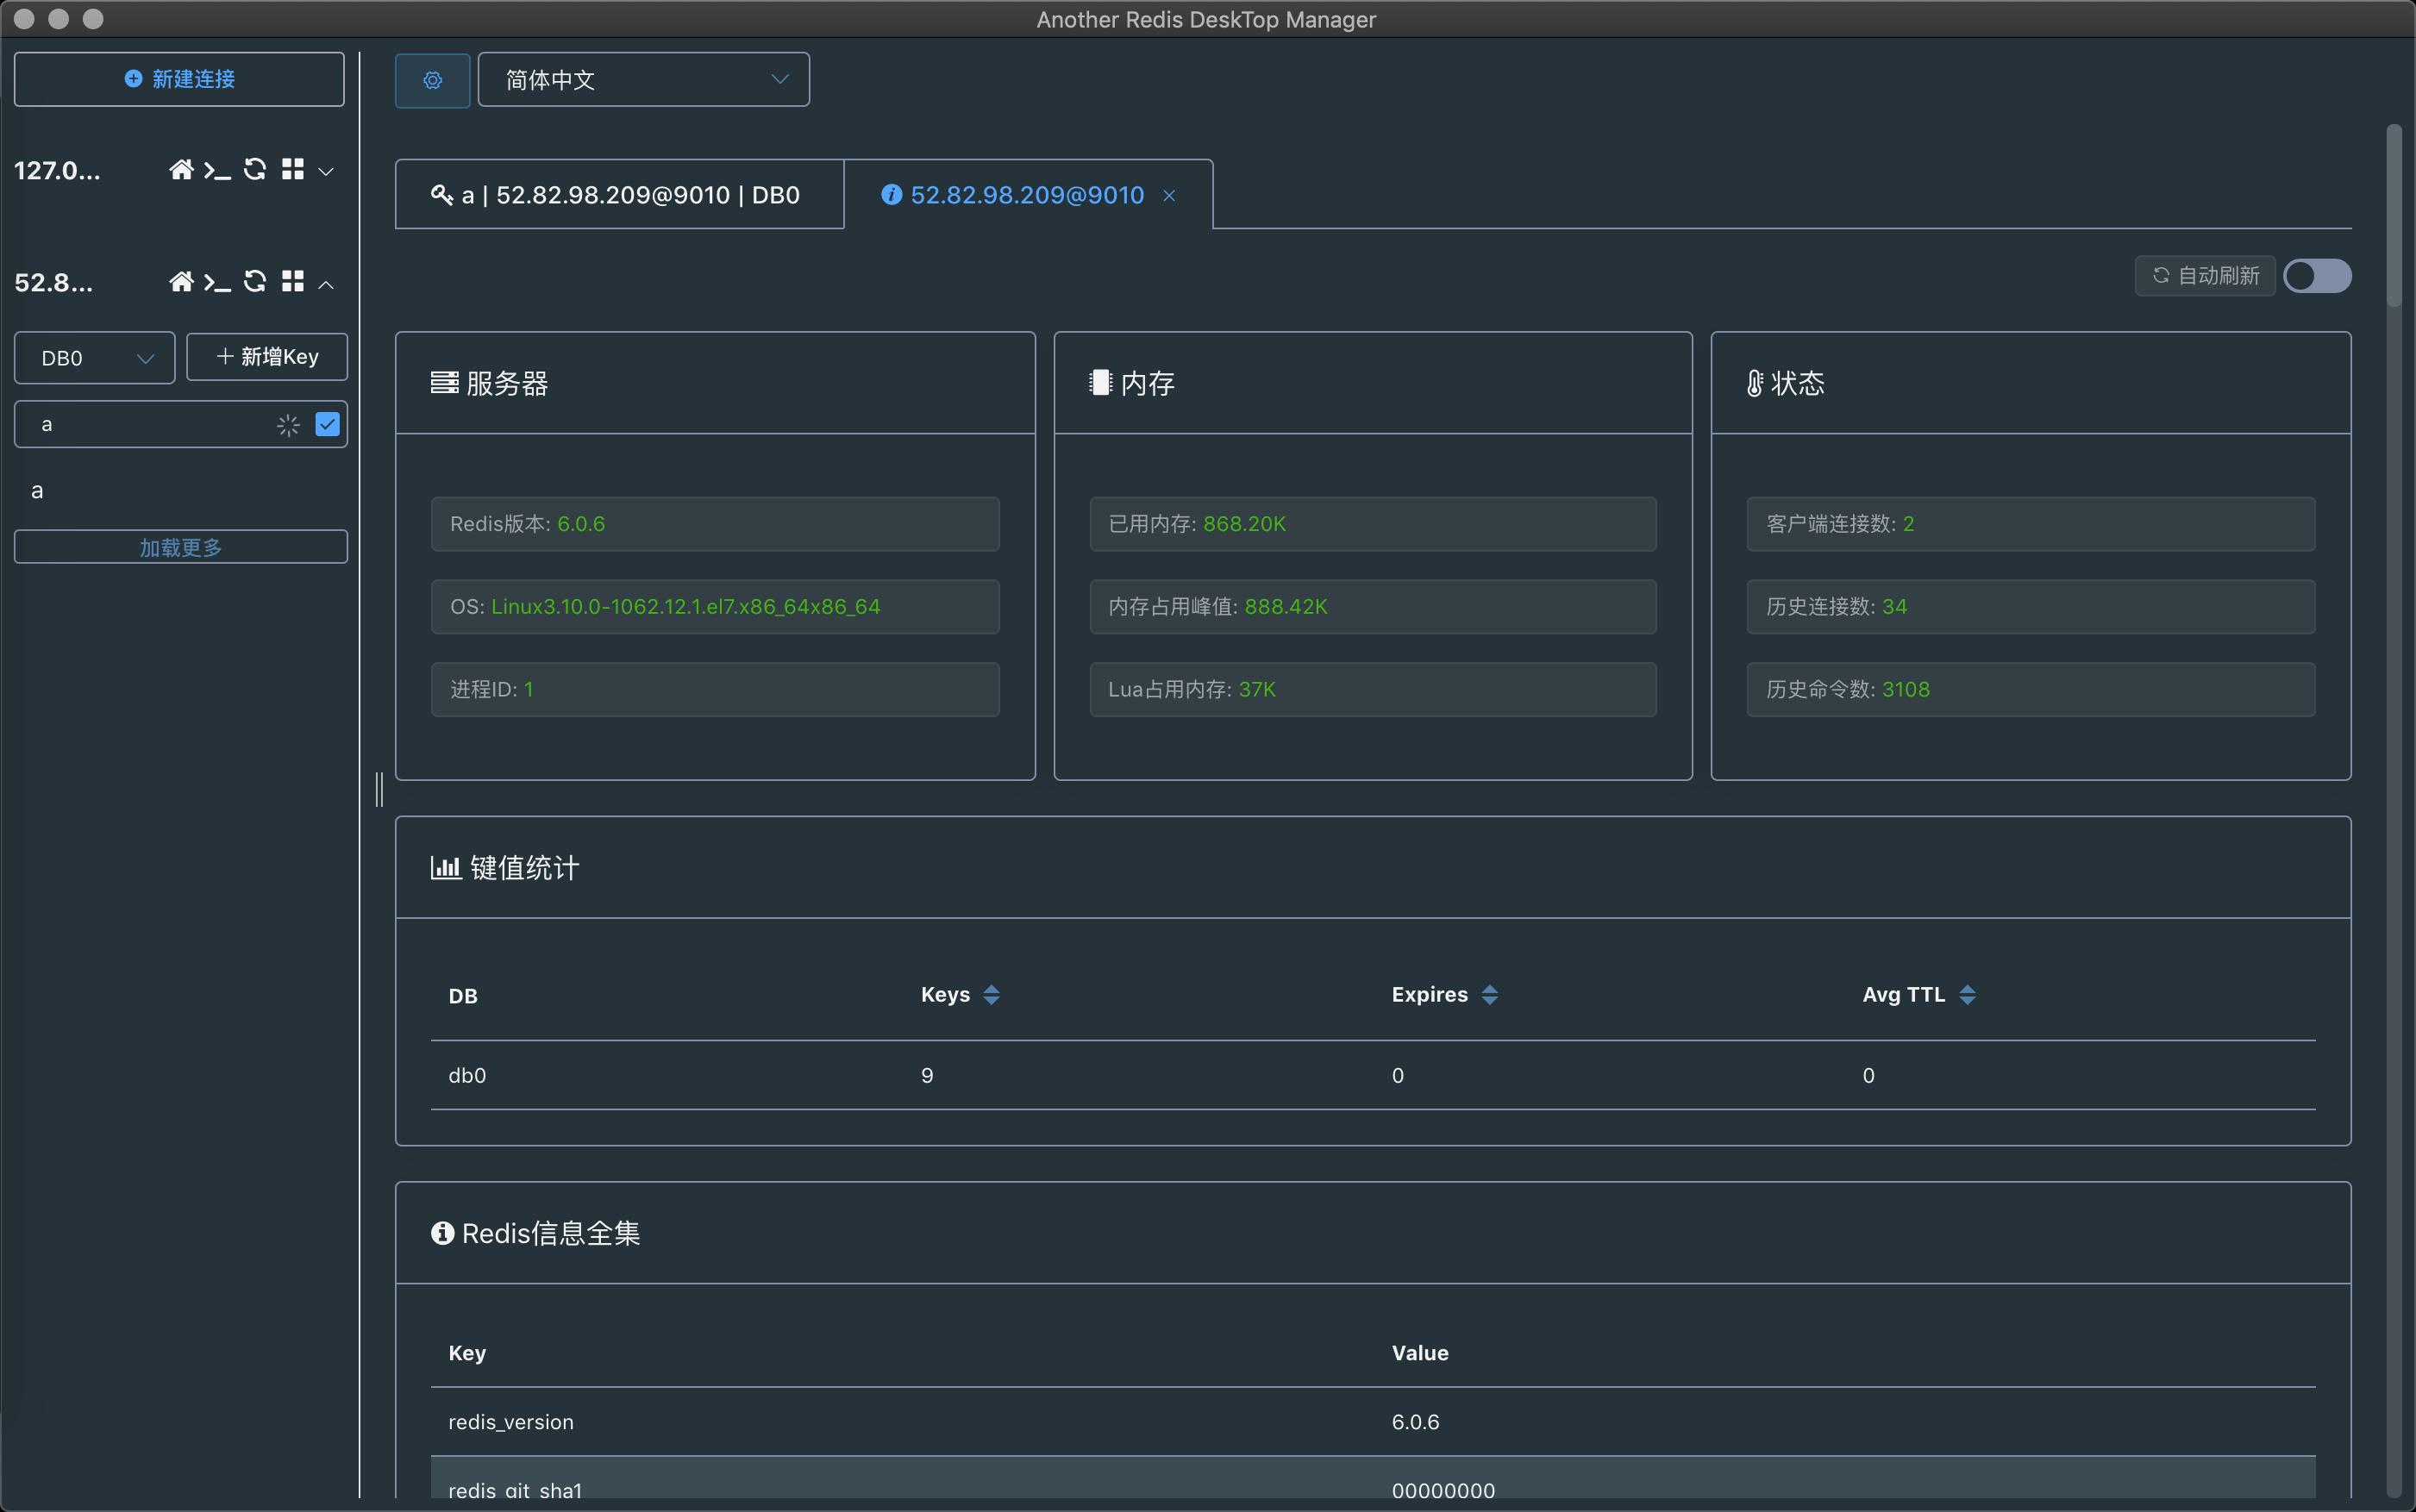 Another Redis DeskTop Manager
新建连接
简体中文
127.0...
a | 52.82.98.209@9010 | DB0
52.82.98.209@9010
52.8...
自动刷新
DB0
新增Key
a
a
加载更多
服务器
Redis版本: 6.0.6
OS: Linux3.10.0-1062.12.1.el7.x86_64x86_64
进程ID: 1
内存
已用内存: 868.20K
内存占用峰值: 888.42K
Lua占用内存: 37K
状态
客户端连接数: 2
历史连接数: 34
历史命令数: 3108
键值统计
DB Keys Expires Avg TTL
db0 9 0 0
Redis信息全集
Key Value
redis_version 6.0.6
redis_git_sha1 00000000